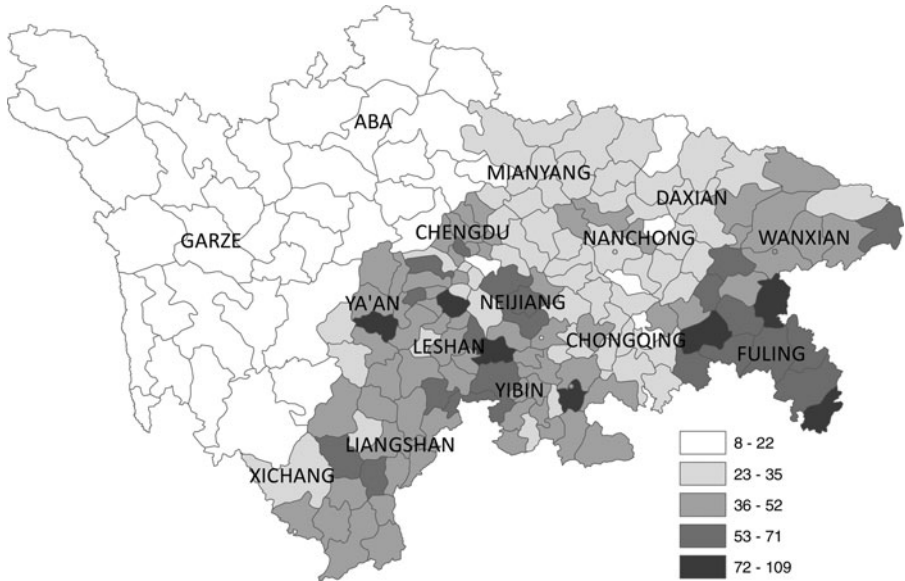 ABA
MIANYANG
DAXIAN
GARZE
CHENGDU
NANCHONG
WANXIAN
YA'AN
NEIJIANG
LESHAN
CHONGQING
FULING
YIBIN
LIANGSHAN
XICHANG
8 - 22
23 - 35
36 - 52
53 - 71
72 - 109